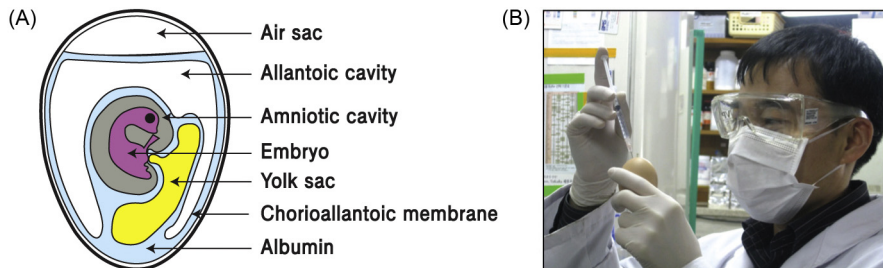 (A)
Air sac
Allantoic cavity
Amniotic cavity
Embryo
Yolk sac
Chorioallantoic membrane
Albumin
(B)